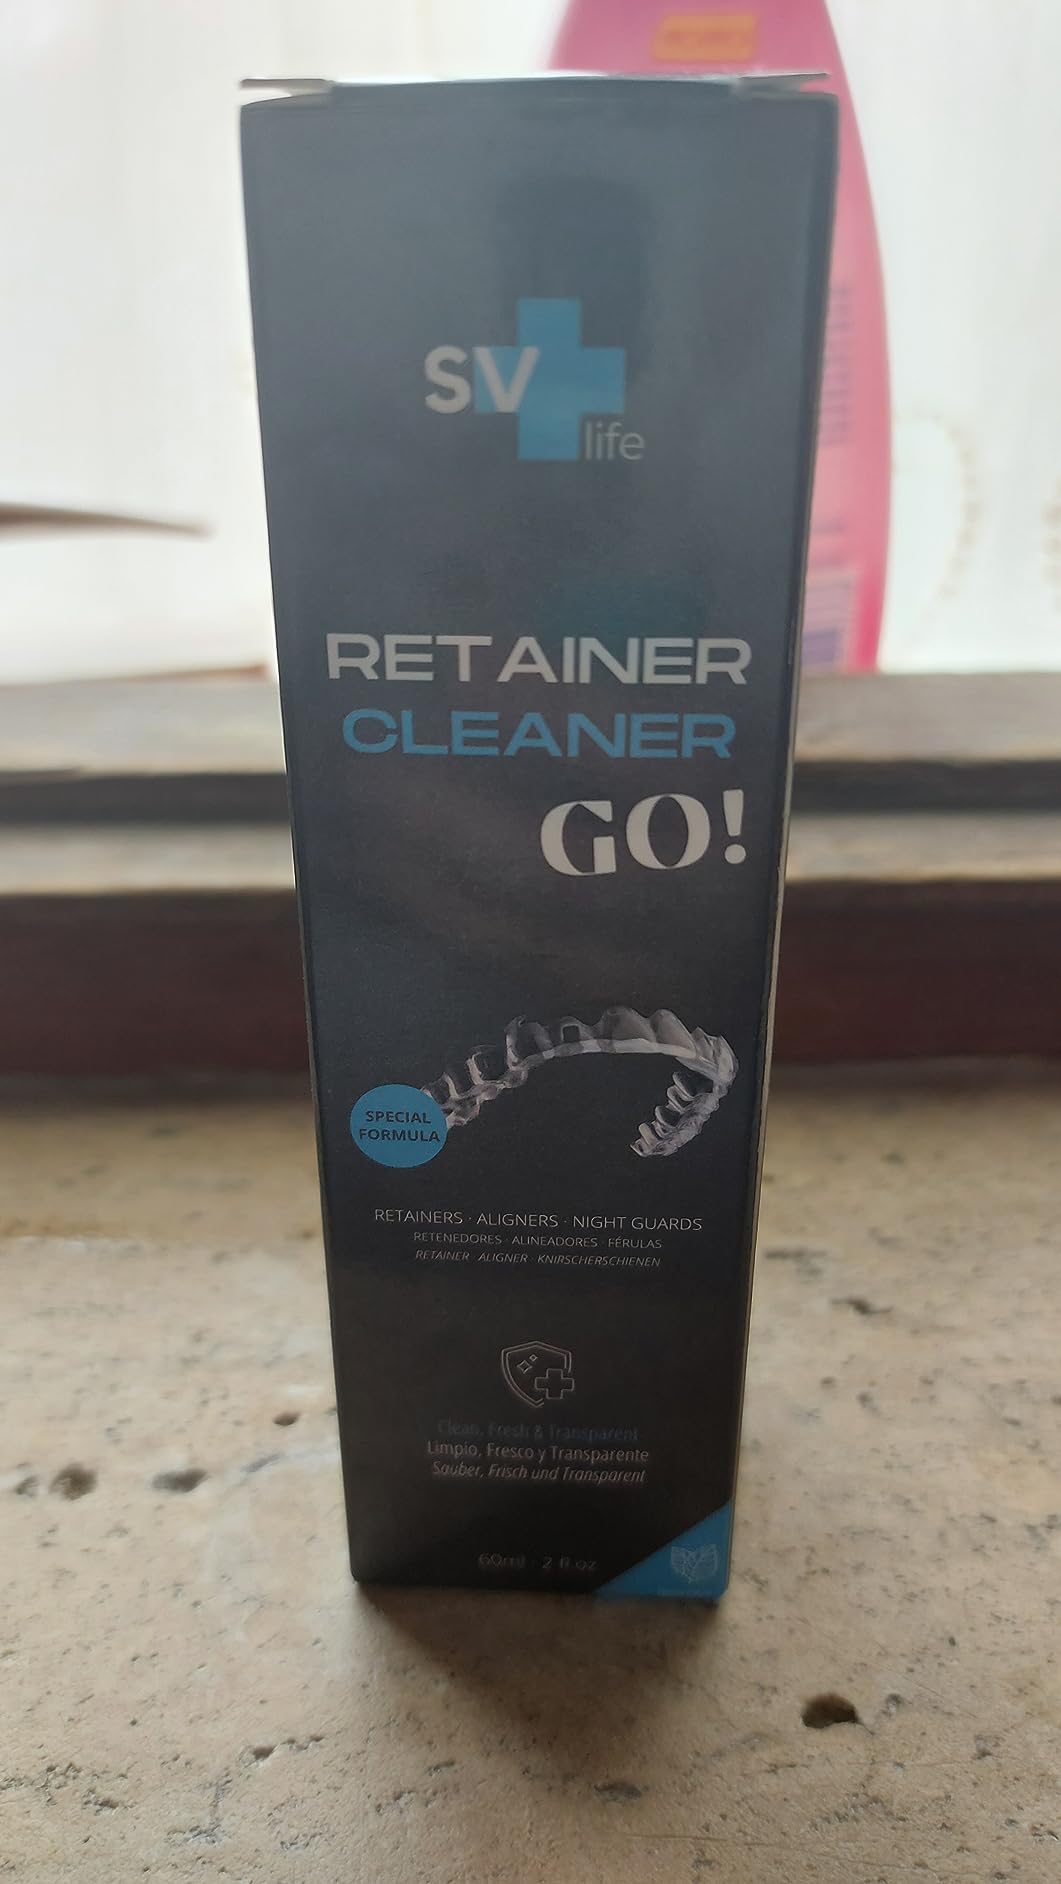 SV
life
RETAINER
CLEANER
GO!
SPECIAL
FORMULA
RETAINERS · ALIGNERS · NIGHT GUARDS
RETENEDORES · ALINEADORES · FÉRULAS
RETAINER · ALIGNER · KNIRSCHERSCHIENEN
Clean, Fresh & Transparent
Limpio, Fresco y Transparente
Sauber, Frisch und Transparent
60ml · 2 fl oz